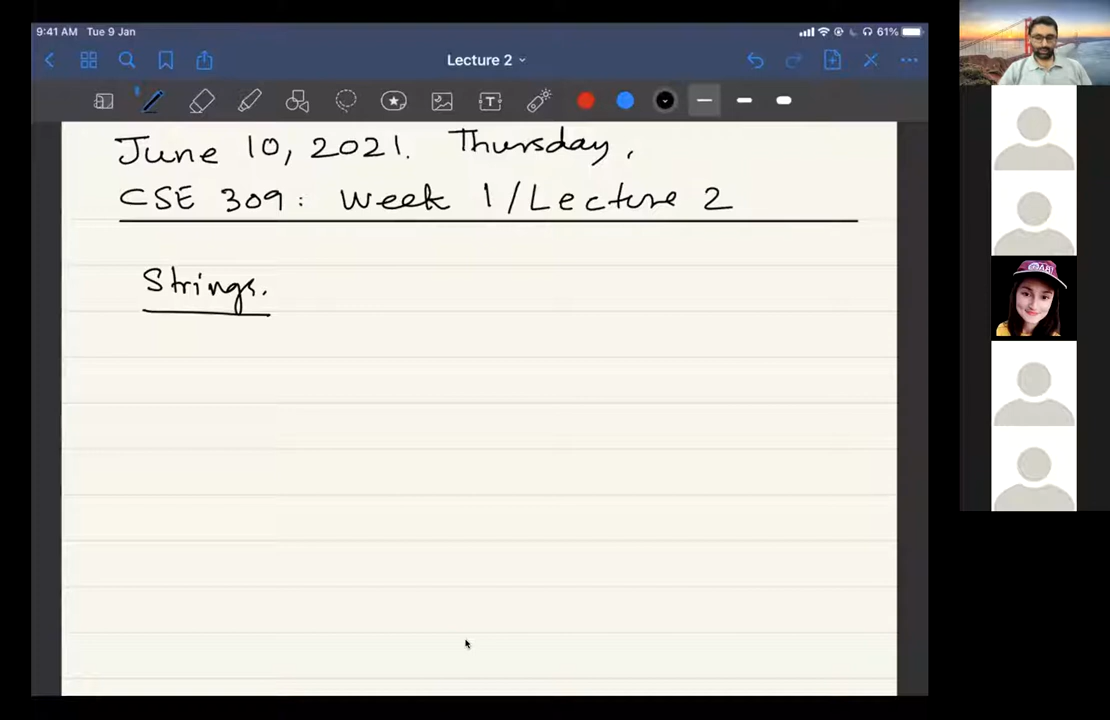 9:41 AM Tue 9 Jan 61%
Lecture 2
June 10, 2021. Thursday,
CSE 309: Week 1/Lecture 2
Strings.